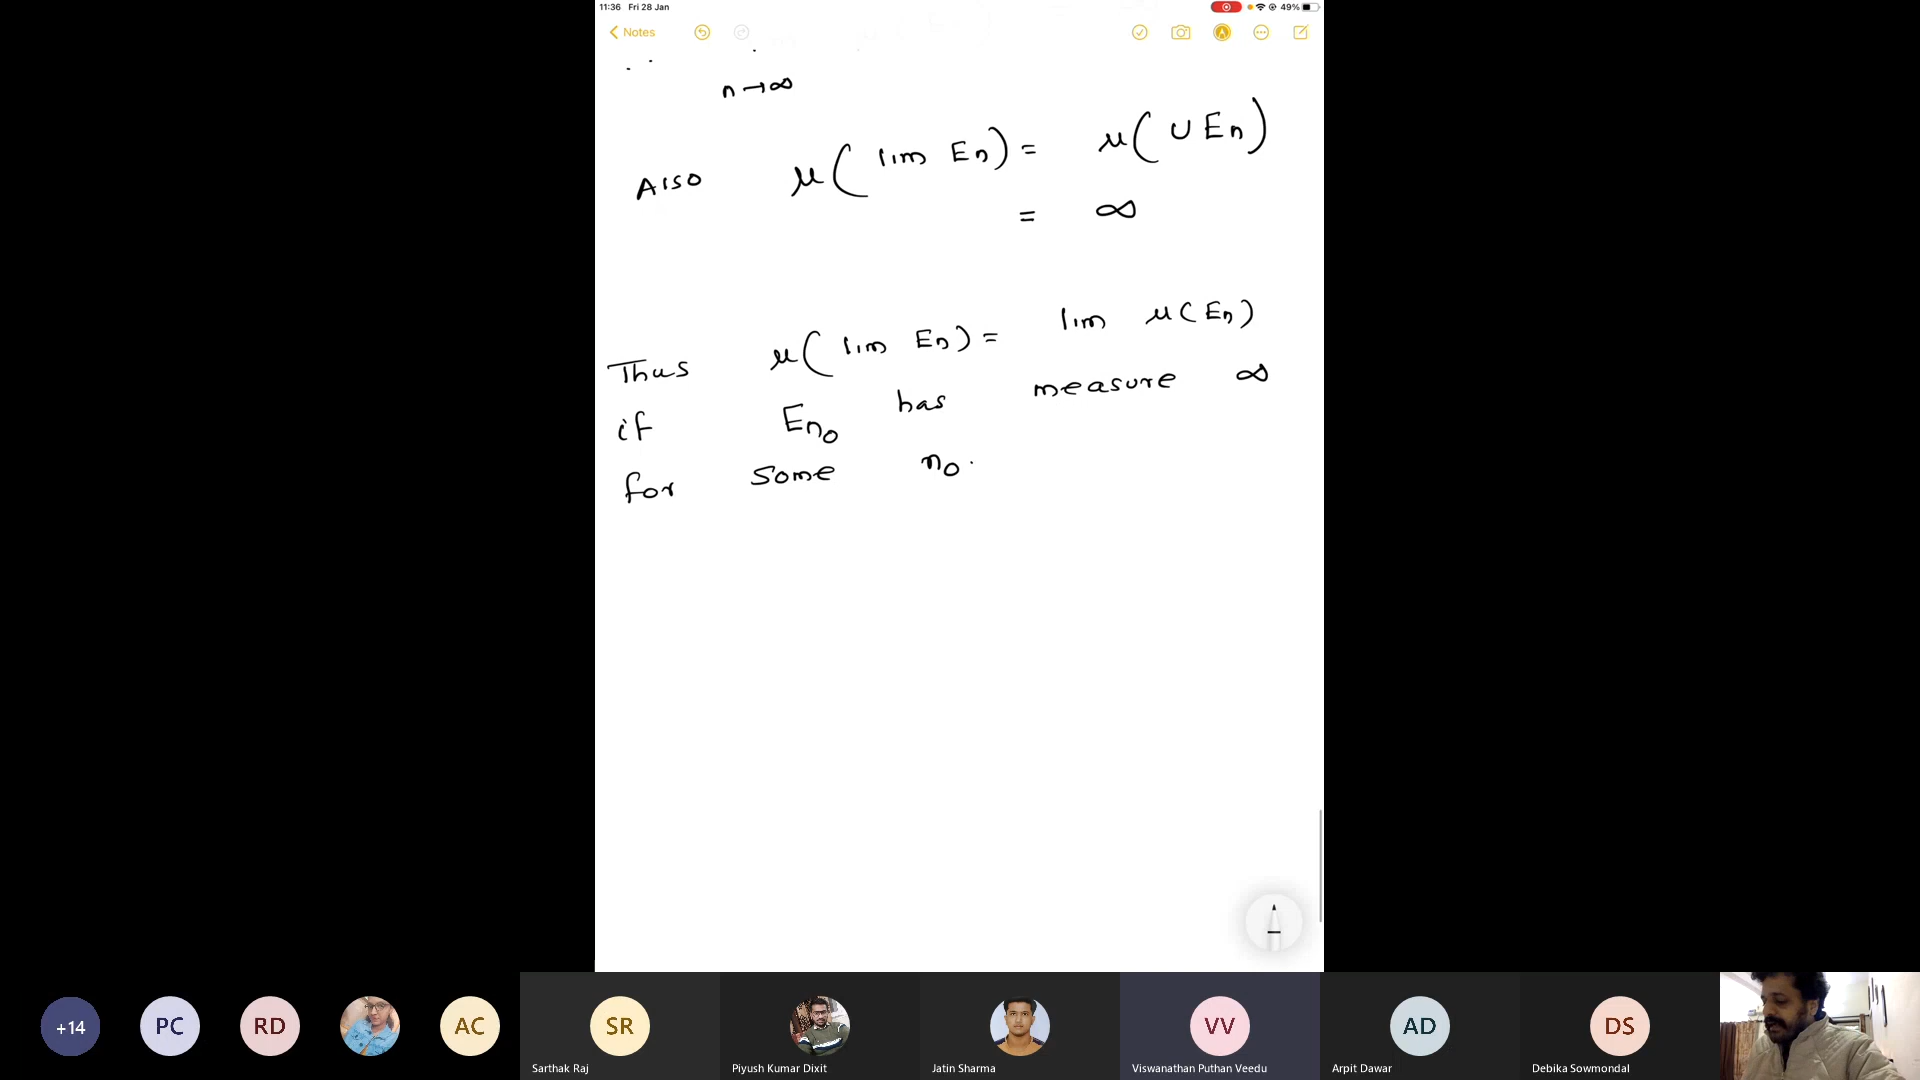 11:36 Fri 28 Jan 49%
Notes
n→∞
Also μ( lim En) = μ( ∪ En)
= ∞
Thus μ( lim En) = lim μ( En)
if En₀ has measure ∞
for some n₀.
+14 PC RD AC SR VV AD DS
Sarthak Raj Piyush Kumar Dixit Jatin Sharma Viswanathan Puthan Veedu Arpit Dawar Debika Sowmondal